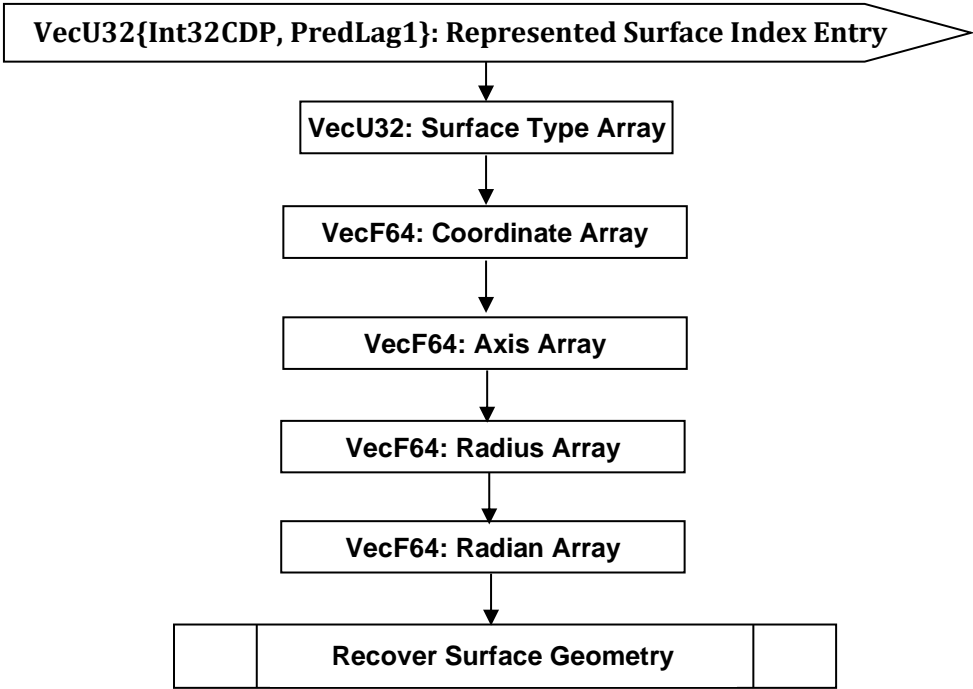 VecU32{Int32CDP, PredLag1}: Represented Surface Index Entry
VecU32: Surface Type Array
VecF64: Coordinate Array
VecF64: Axis Array
VecF64: Radius Array
VecF64: Radian Array
Recover Surface Geometry